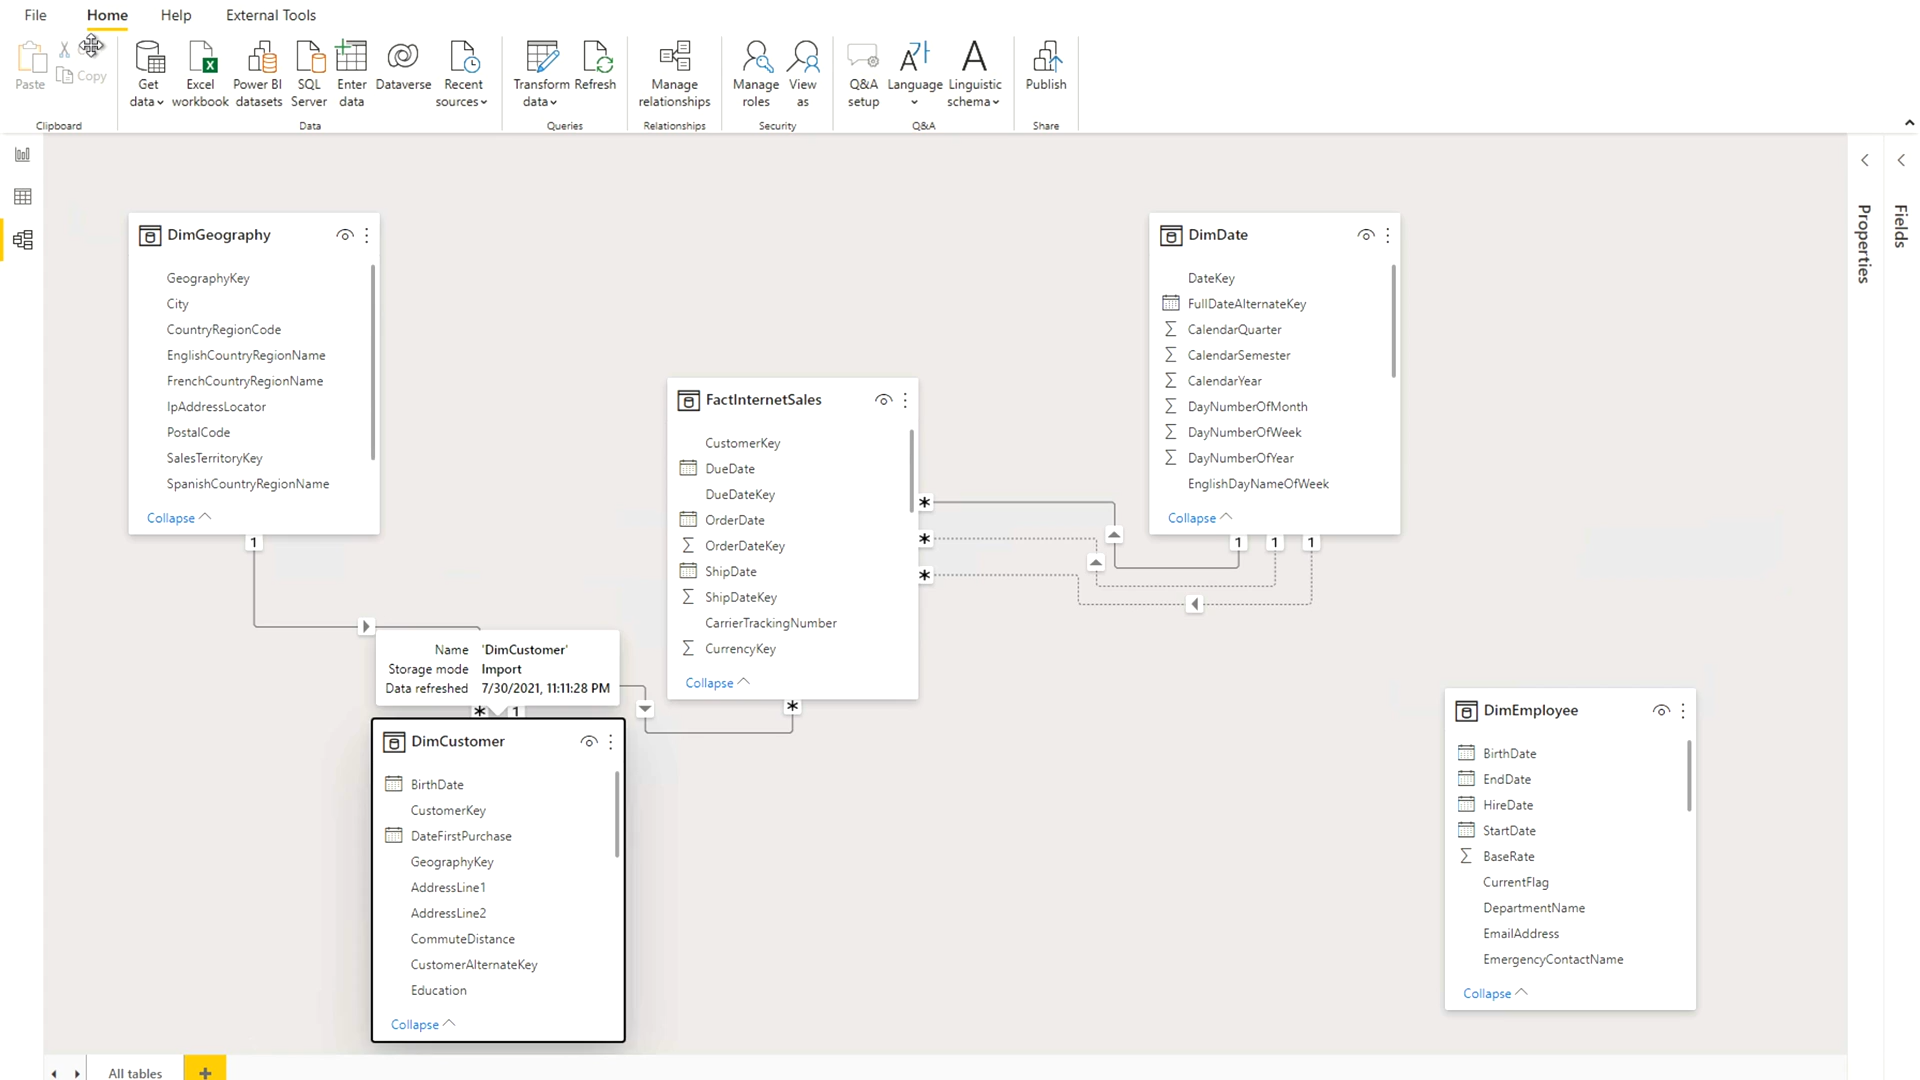 File Home Help External Tools
Paste Copy
Get data Excel workbook Power BI datasets SQL Server Enter data Dataverse Recent sources
Transform data Refresh
Manage relationships
Manage roles View as
Q&A setup Language Linguistic schema
Publish
Clipboard Data Queries Relationships Security Q&A Share
DimGeography
GeographyKey
City
CountryRegionCode
EnglishCountryRegionName
FrenchCountryRegionName
IpAddressLocator
PostalCode
SalesTerritoryKey
SpanishCountryRegionName
Collapse
1
Name 'DimCustomer'
Storage mode Import
Data refreshed 7/30/2021, 11:11:28 PM
* 1
DimCustomer
BirthDate
CustomerKey
DateFirstPurchase
GeographyKey
AddressLine1
AddressLine2
CommuteDistance
CustomerAlternateKey
Education
Collapse
FactInternetSales
CustomerKey
DueDate
DueDateKey
OrderDate
OrderDateKey
ShipDate
ShipDateKey
CarrierTrackingNumber
CurrencyKey
Collapse
*
*
*
*
DimDate
DateKey
FullDateAlternateKey
CalendarQuarter
CalendarSemester
CalendarYear
DayNumberOfMonth
DayNumberOfWeek
DayNumberOfYear
EnglishDayNameOfWeek
Collapse
1 1 1
DimEmployee
BirthDate
EndDate
HireDate
StartDate
BaseRate
CurrentFlag
DepartmentName
EmailAddress
EmergencyContactName
Collapse
Properties
Fields
All tables +